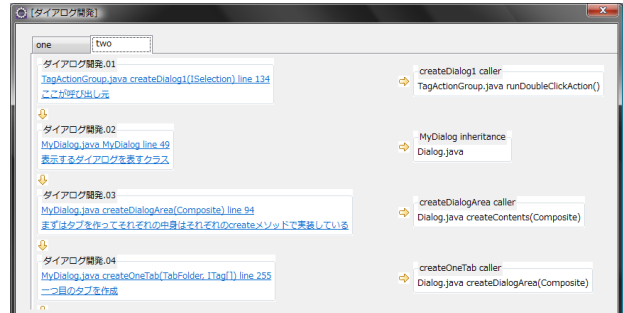 [ダイアログ開発]
one
two
ダイアログ開発.01
TagActionGroup.java createDialog1(ISelection) line 134
ここが呼び出し元
createDialog1 caller
TagActionGroup.java runDoubleClickAction()
ダイアログ開発.02
MyDialog.java MyDialog line 49
表示するダイアログを表すクラス
MyDialog inheritance
Dialog.java
ダイアログ開発.03
MyDialog.java createDialogArea(Composite) line 94
まずはタブを作ってそれぞれの中身はそれぞれのcreateメソッドで実装している
createDialogArea caller
Dialog.java createContents(Composite)
ダイアログ開発.04
MyDialog.java createOneTab(TabFolder, ITag[]) line 255
一つ目のタブを作成
createOneTab caller
Dialog.java createDialogArea(Composite)